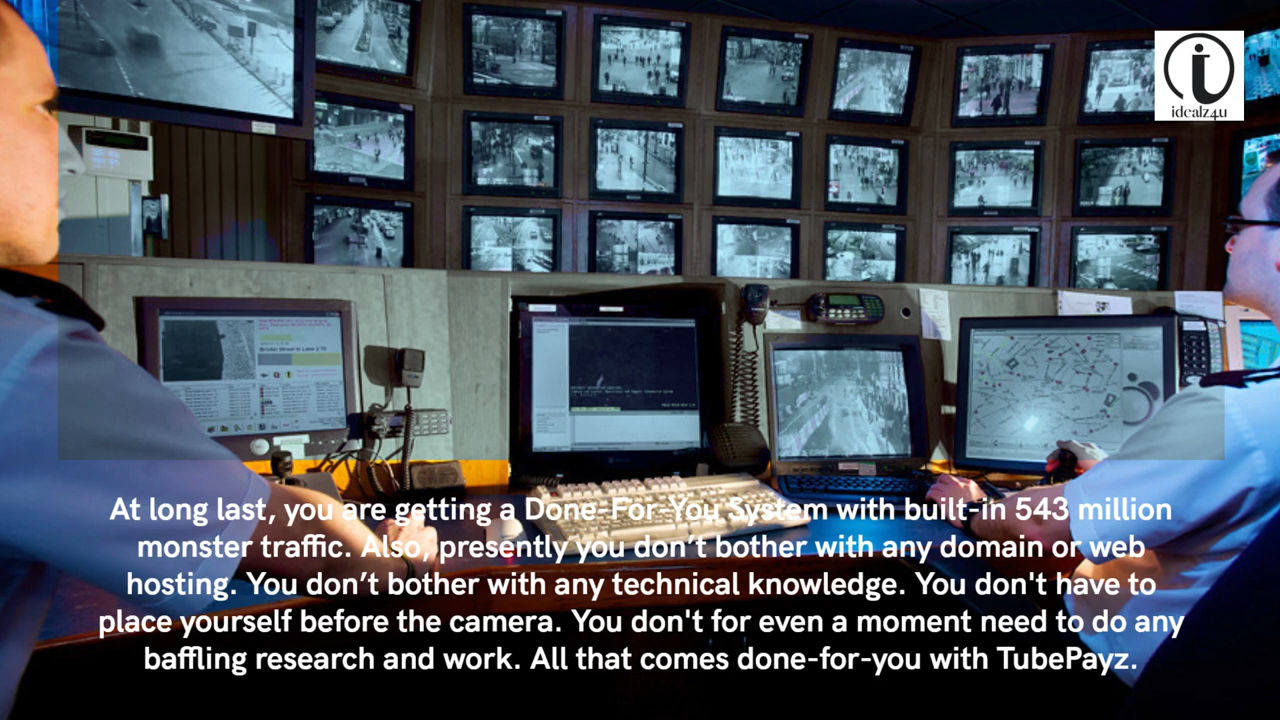 idealz4u
At long last, you are getting a Done-For-You System with built-in 543 million
monster traffic. Also, presently you don’t bother with any domain or web
hosting. You don’t bother with any technical knowledge. You don't have to
place yourself before the camera. You don't for even a moment need to do any
baffling research and work. All that comes done-for-you with TubePayz.